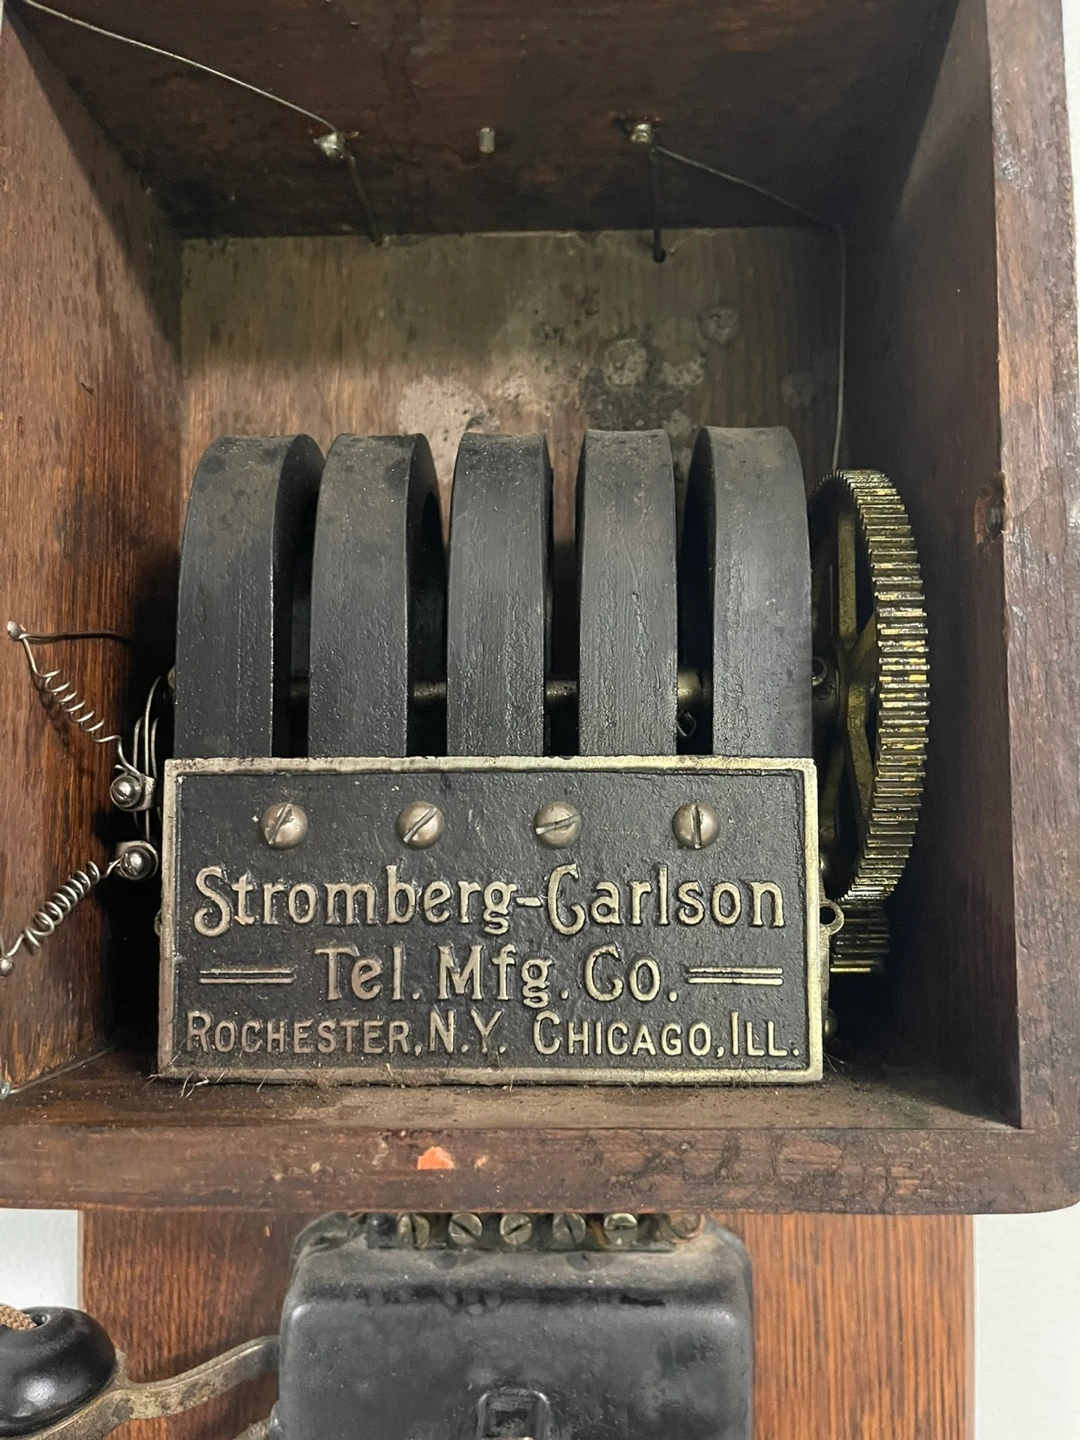 Stromberg-Carlson
Tel. Mfg. Co.
ROCHESTER, N.Y. CHICAGO, ILL.